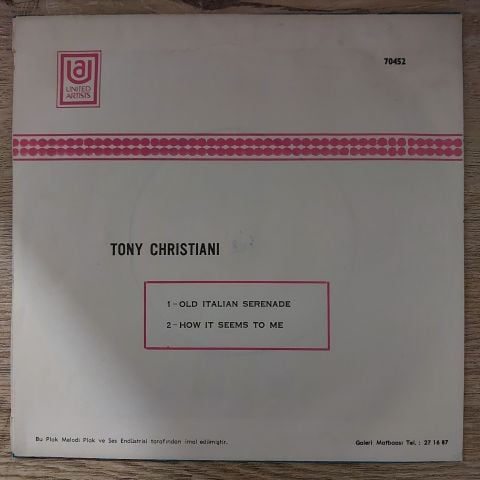 UNITED
ARTISTS
70452
TONY CHRISTIANI
1-OLD ITALIAN SERENADE
2-HOW IT SEEMS TO ME
Bu Plak Melodi Plak ve Ses Endüstrisi tarafından imal edilmiştir.
Galeri Matbaası Tel.: 27 16 87